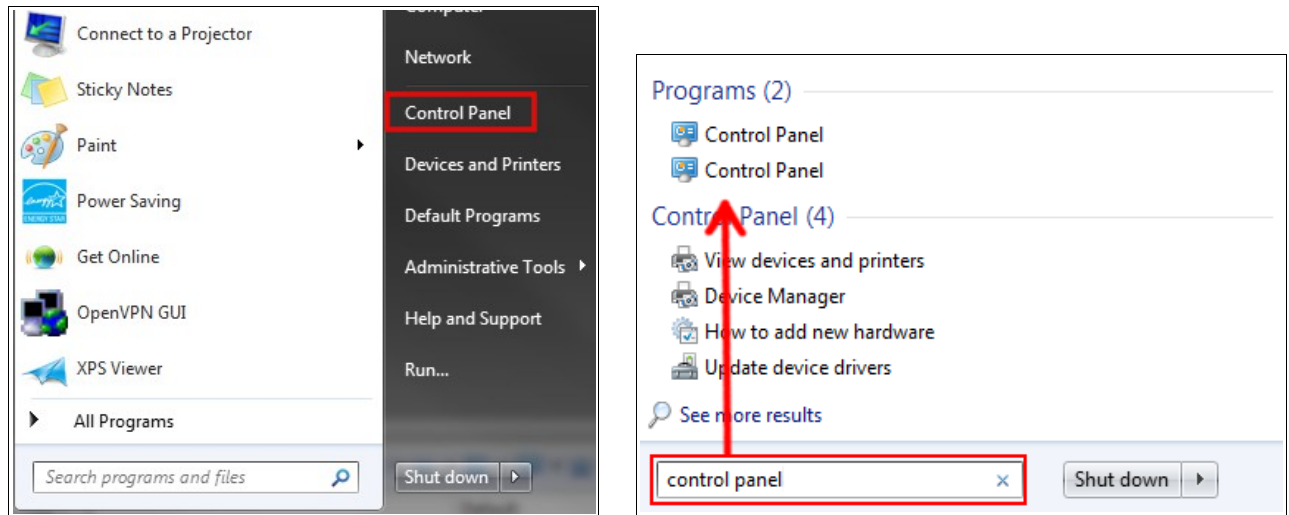 Connect to a Projector
Sticky Notes
Paint
Power Saving
Get Online
OpenVPN GUI
XPS Viewer
All Programs
Search programs and files
Computer
Network
Control Panel
Devices and Printers
Default Programs
Administrative Tools
Help and Support
Run...
Shut down
Programs (2)
Control Panel
Control Panel
Control Panel (4)
View devices and printers
Device Manager
How to add new hardware
Update device drivers
See more results
control panel
Shut down